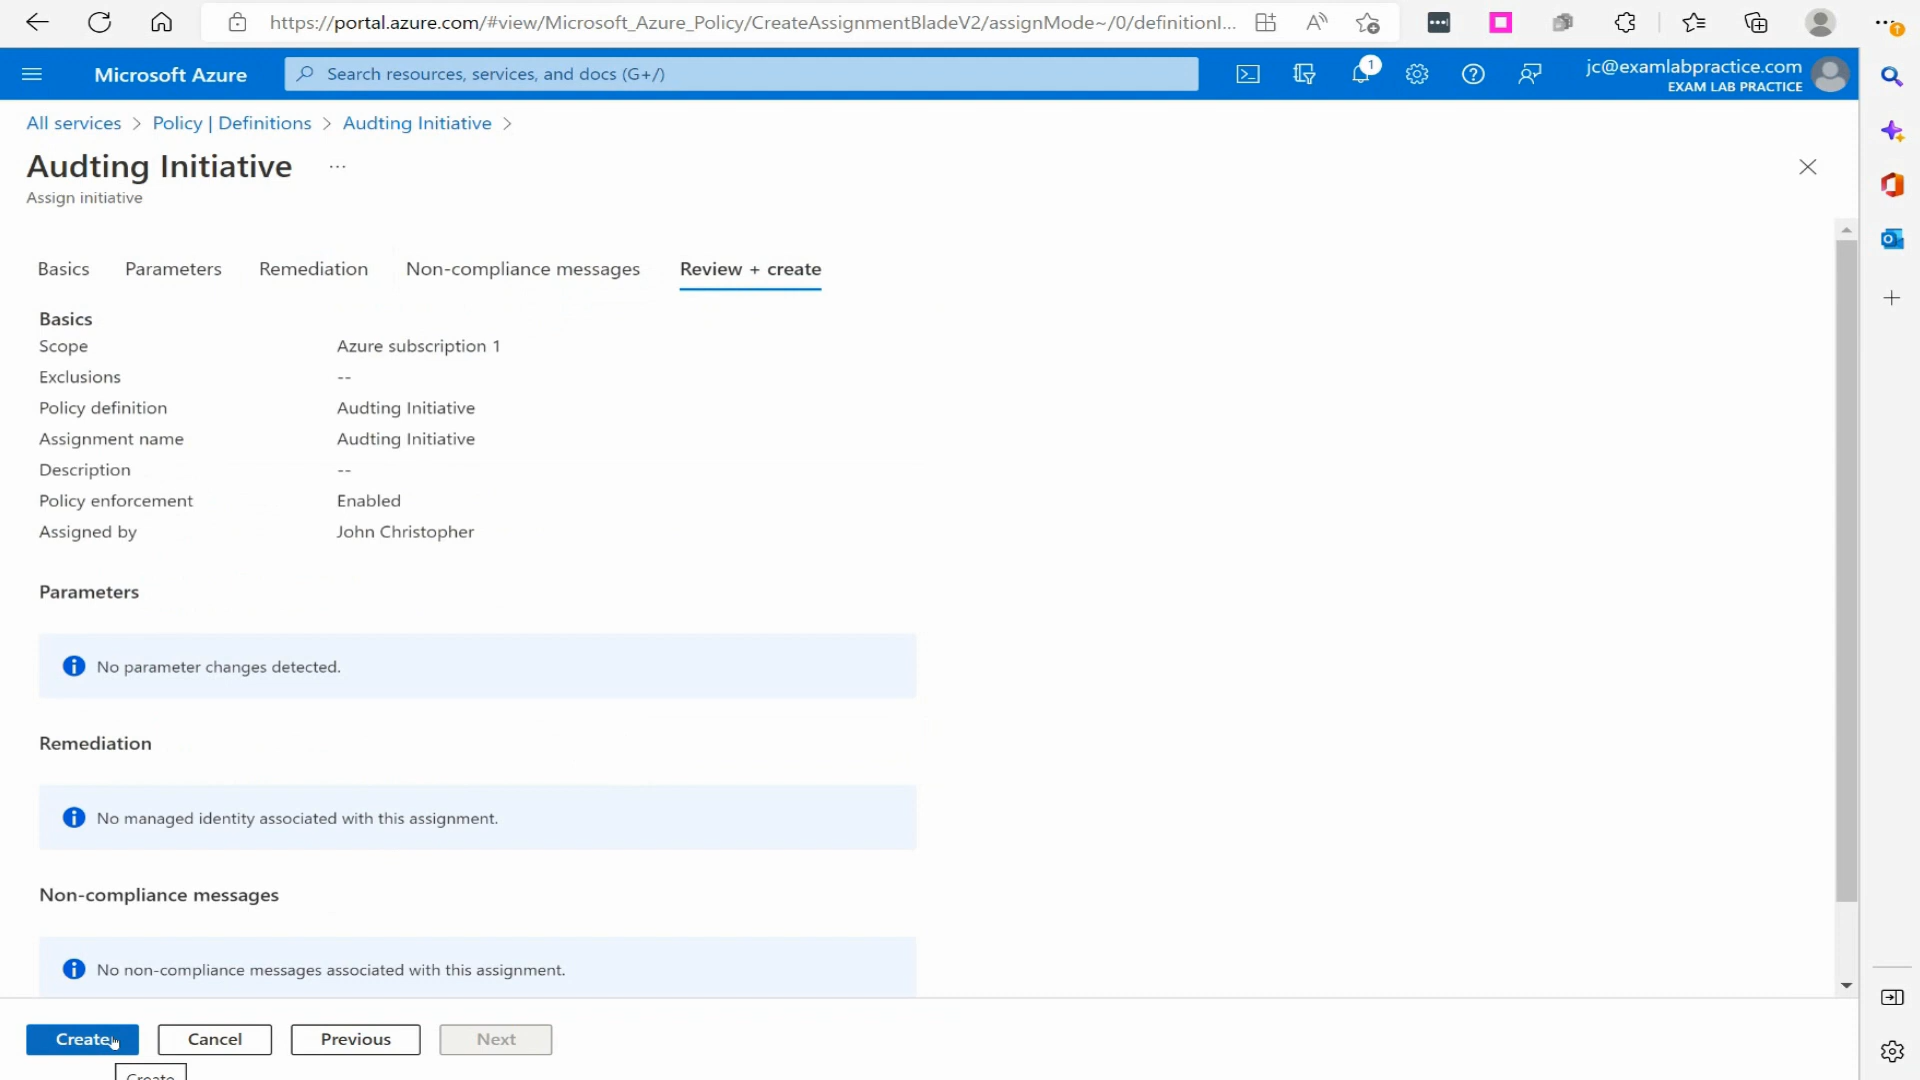 https://portal.azure.com/#view/Microsoft_Azure_Policy/CreateAssignmentBladeV2/assignMode~/0/definitionI...
Microsoft Azure
Search resources, services, and docs (G+/)
1
jc@examlabpractice.com
EXAM LAB PRACTICE
All services > Policy | Definitions > Audting Initiative >
Audting Initiative ...
Assign initiative
Basics Parameters Remediation Non-compliance messages Review + create
Basics
Scope Azure subscription 1
Exclusions --
Policy definition Audting Initiative
Assignment name Audting Initiative
Description --
Policy enforcement Enabled
Assigned by John Christopher
Parameters
No parameter changes detected.
Remediation
No managed identity associated with this assignment.
Non-compliance messages
No non-compliance messages associated with this assignment.
Create Cancel Previous Next
Create